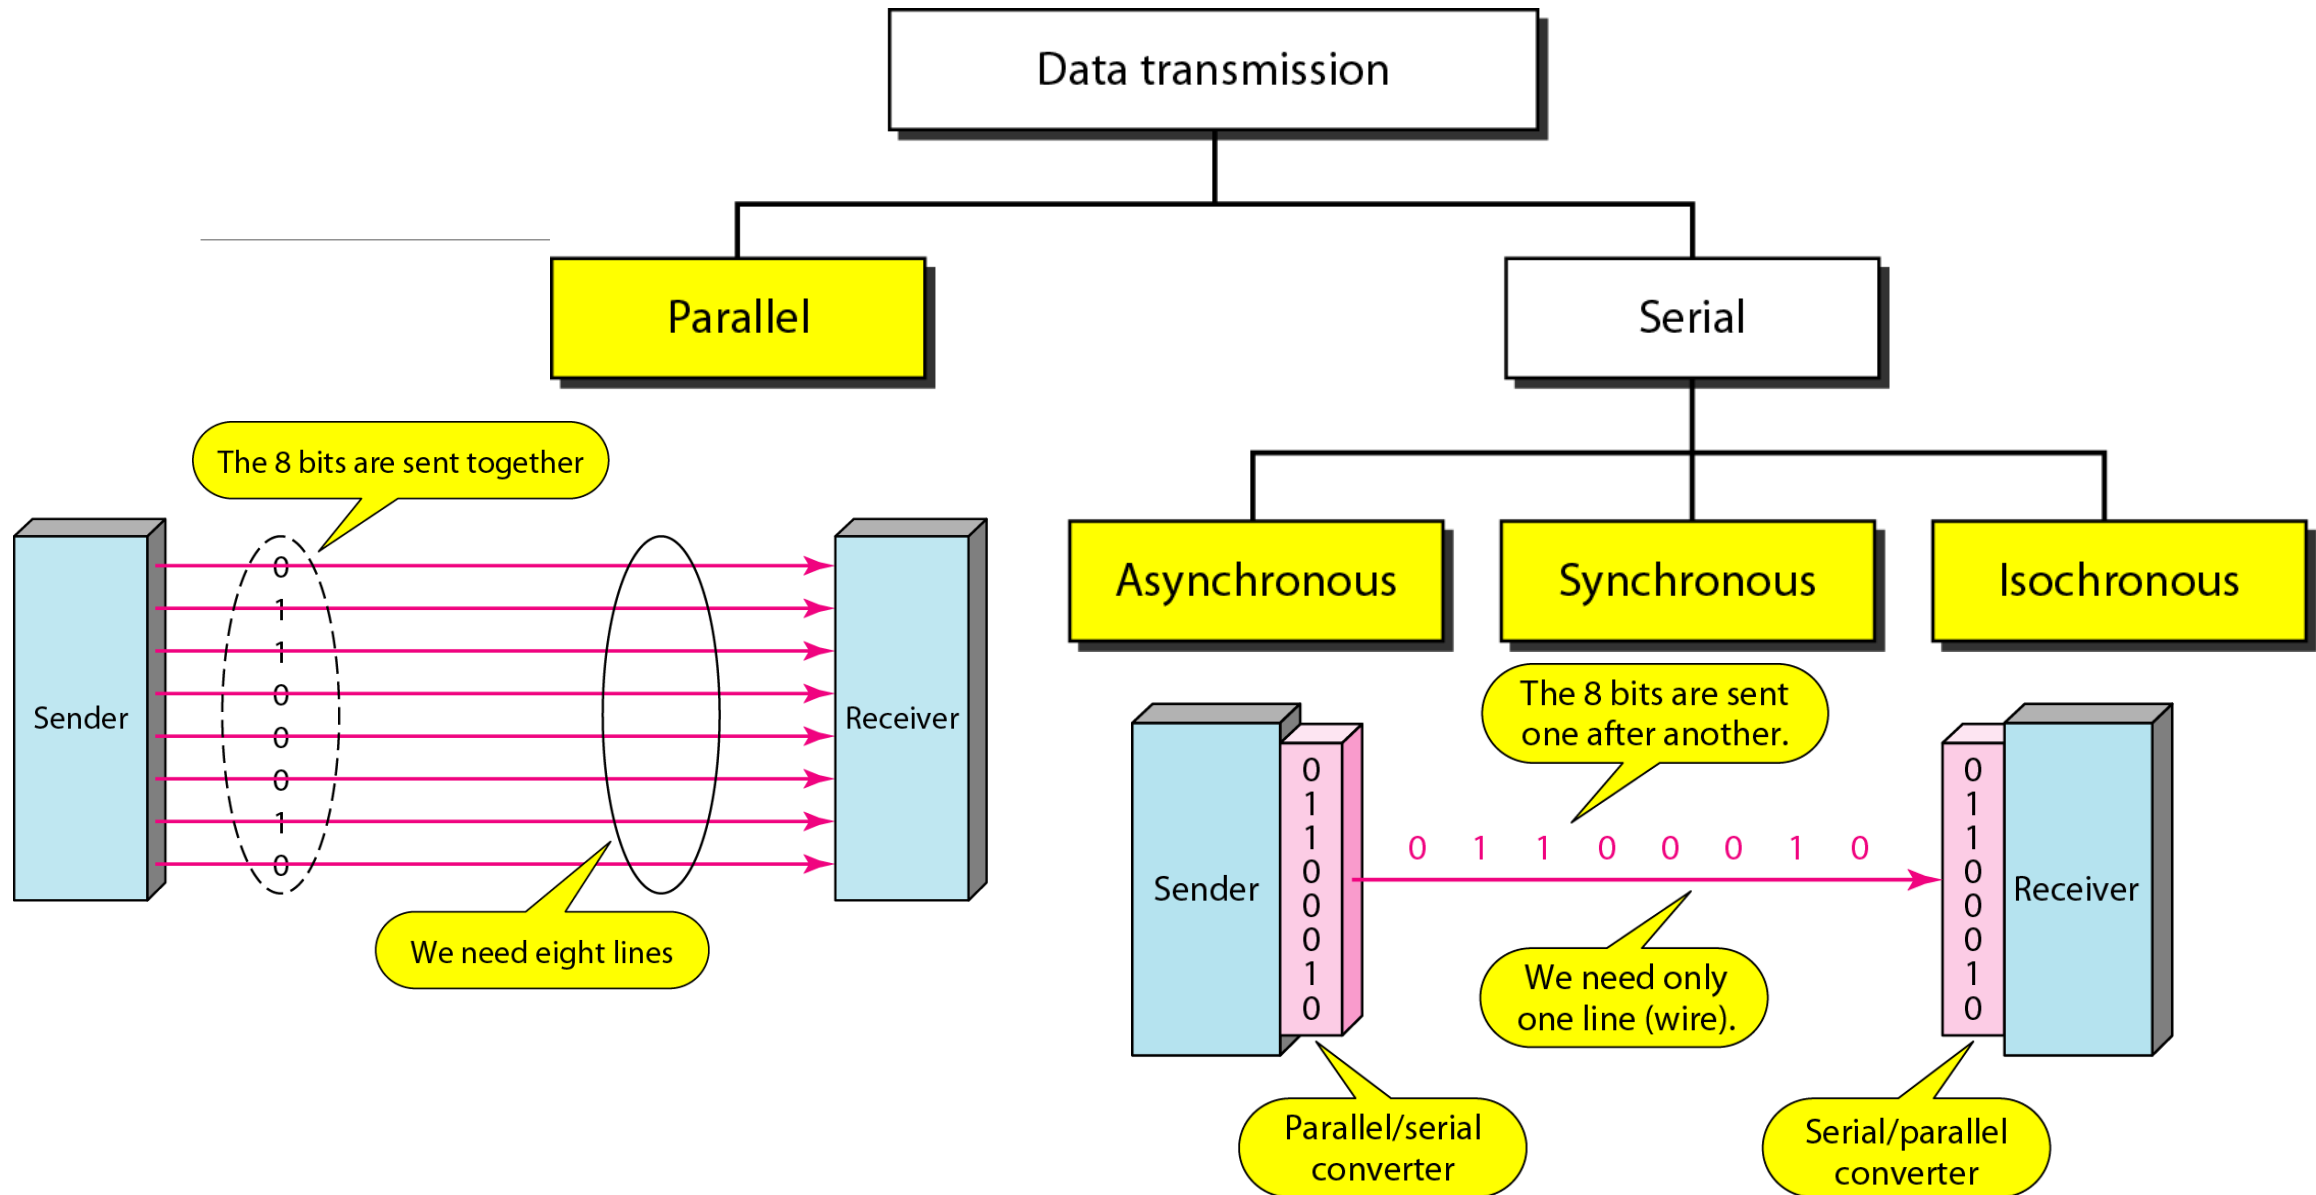 Data transmission
Parallel
Serial
The 8 bits are sent together
Sender
0
1
1
0
0
0
1
0
Receiver
We need eight lines
Asynchronous
Synchronous
Isochronous
The 8 bits are sent
one after another.
Sender
0
1
1
0
0
0
1
0
0 1 1 0 0 0 1 0
0
1
1
0
0
0
1
0
Receiver
We need only
one line (wire).
Parallel/serial
converter
Serial/parallel
converter